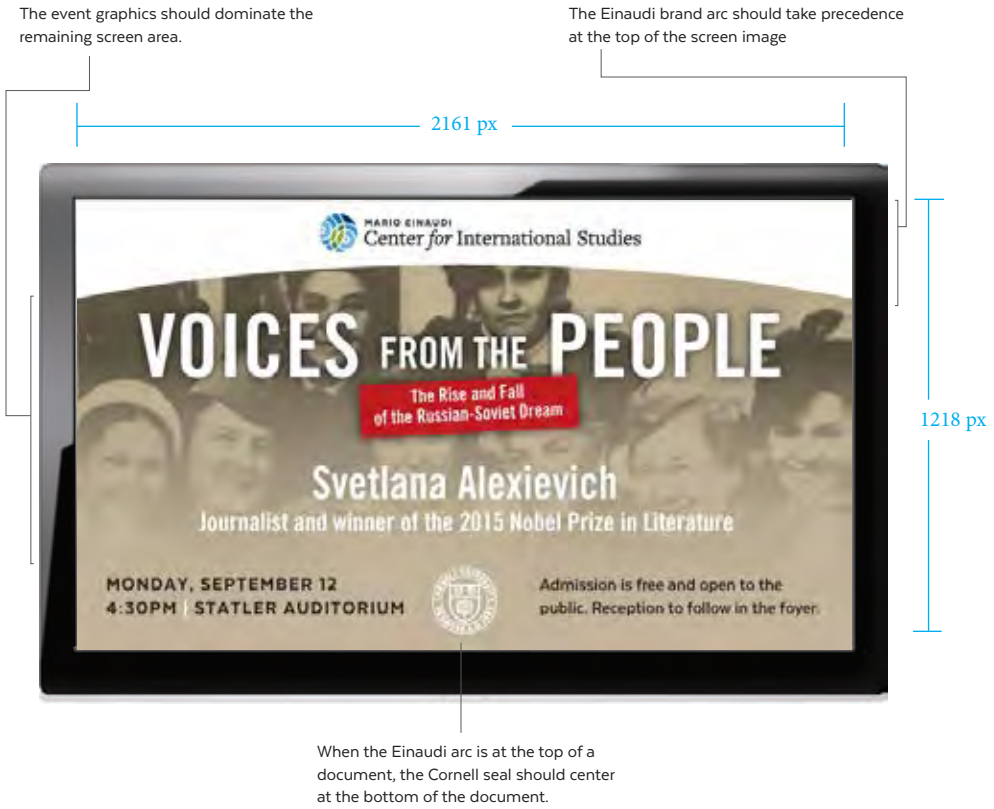 The event graphics should dominate the
remaining screen area.
The Einaudi brand arc should take precedence
at the top of the screen image
2161 px
MARIO EINAUDI
Center for International Studies
VOICES FROM THE PEOPLE
The Rise and Fall
of the Russian-Soviet Dream
1218 px
Svetlana Alexievich
Journalist and winner of the 2015 Nobel Prize in Literature
MONDAY, SEPTEMBER 12
4:30PM | STATLER AUDITORIUM
Admission is free and open to the
public. Reception to follow in the foyer.
When the Einaudi arc is at the top of a
document, the Cornell seal should center
at the bottom of the document.